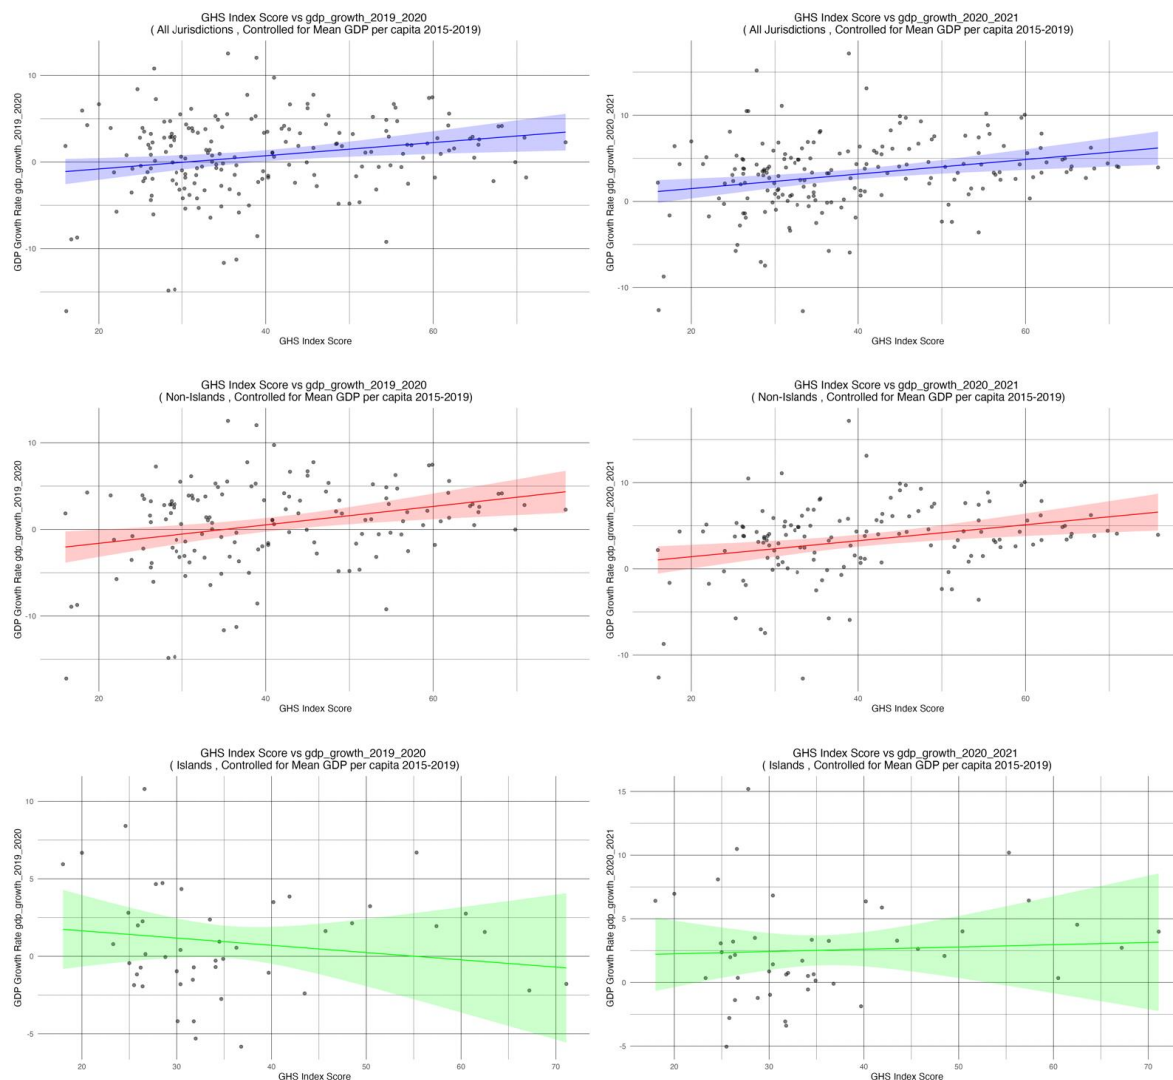 GHS Index Score vs gdp_growth_2019_2020
( All Jurisdictions , Controlled for Mean GDP per capita 2015-2019)
GDP Growth Rate gdp_growth_2019_2020
10
0
-10
20
40
60
GHS Index Score
GHS Index Score vs gdp_growth_2020_2021
( All Jurisdictions , Controlled for Mean GDP per capita 2015-2019)
GDP Growth Rate gdp_growth_2020_2021
10
0
-10
20
40
60
GHS Index Score
GHS Index Score vs gdp_growth_2019_2020
( Non-Islands , Controlled for Mean GDP per capita 2015-2019)
GDP Growth Rate gdp_growth_2019_2020
10
0
-10
20
40
60
GHS Index Score
GHS Index Score vs gdp_growth_2020_2021
( Non-Islands , Controlled for Mean GDP per capita 2015-2019)
GDP Growth Rate gdp_growth_2020_2021
10
0
-10
20
40
60
GHS Index Score
GHS Index Score vs gdp_growth_2019_2020
( Islands , Controlled for Mean GDP per capita 2015-2019)
GDP Growth Rate gdp_growth_2019_2020
10
5
0
-5
20
30
40
50
60
70
GHS Index Score
GHS Index Score vs gdp_growth_2020_2021
( Islands , Controlled for Mean GDP per capita 2015-2019)
GDP Growth Rate gdp_growth_2020_2021
15
10
5
0
-5
20
30
40
50
60
70
GHS Index Score